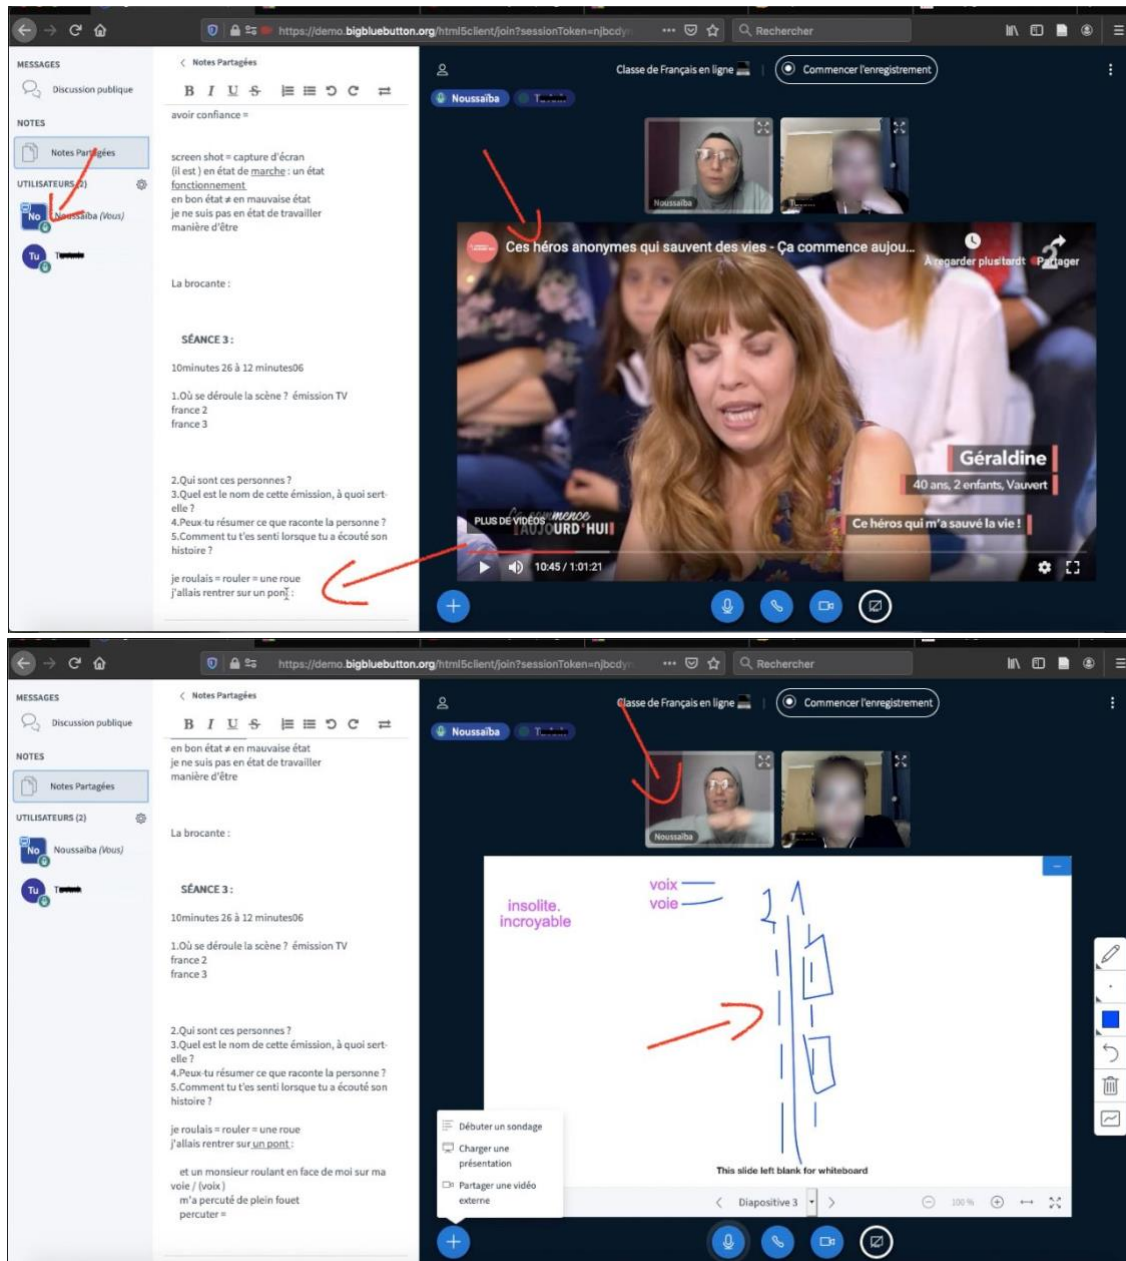 https://demo.bigbluebutton.org/html5client/join?sessionToken=njbcdy
Rechercher
MESSAGES
Discussion publique
NOTES
Notes Partagées
UTILISATEURS (2)
No Noussaïba (Vous)
Tu
Notes Partagées
B I U S
avoir confiance =
screen shot = capture d'écran
(il est ) en état de marche : un état
fonctionnement
en bon état ≠ en mauvaise état
je ne suis pas en état de travailler
manière d'être
La brocante :
SÉANCE 3 :
10minutes 26 à 12 minutes06
1.Où se déroule la scène ? émission TV
france 2
france 3
2.Qui sont ces personnes ?
3.Quel est le nom de cette émission, à quoi sert-
elle ?
4.Peux-tu résumer ce que raconte la personne ?
5.Comment tu t'es senti lorsque tu a écouté son
histoire ?
je roulais = rouler = une roue
j'allais rentrer sur un pont :
Classe de Français en ligne
Commencer l'enregistrement
Noussaïba
Noussaïba
Ces héros anonymes qui sauvent des vies - Ça commence aujou...
À regarder plus tard
Partager
2
Géraldine
40 ans, 2 enfants, Vauvert
Ce héros qui m'a sauvé la vie !
PLUS DE VIDÉOS
Ça commence
AUJOURD'HUI
10:45 / 1:01:21
https://demo.bigbluebutton.org/html5client/join?sessionToken=njbcdy
Rechercher
MESSAGES
Discussion publique
NOTES
Notes Partagées
UTILISATEURS (2)
No Noussaïba (Vous)
Tu
Notes Partagées
B I U S
en bon état ≠ en mauvaise état
je ne suis pas en état de travailler
manière d'être
La brocante :
SÉANCE 3 :
10minutes 26 à 12 minutes06
1.Où se déroule la scène ? émission TV
france 2
france 3
2.Qui sont ces personnes ?
3.Quel est le nom de cette émission, à quoi sert-
elle ?
4.Peux-tu résumer ce que raconte la personne ?
5.Comment tu t'es senti lorsque tu a écouté son
histoire ?
je roulais = rouler = une roue
j'allais rentrer sur un pont :
et un monsieur roulant en face de moi sur ma
voie / (voix )
m'a percuté de plein fouet
percuter =
Classe de Français en ligne
Commencer l'enregistrement
Noussaïba
Noussaïba
insolite.
incroyable
voix
voie
2 1
This slide left blank for whiteboard
Débuter un sondage
Charger une
présentation
Partager une vidéo
externe
Diapositive 3
100 %